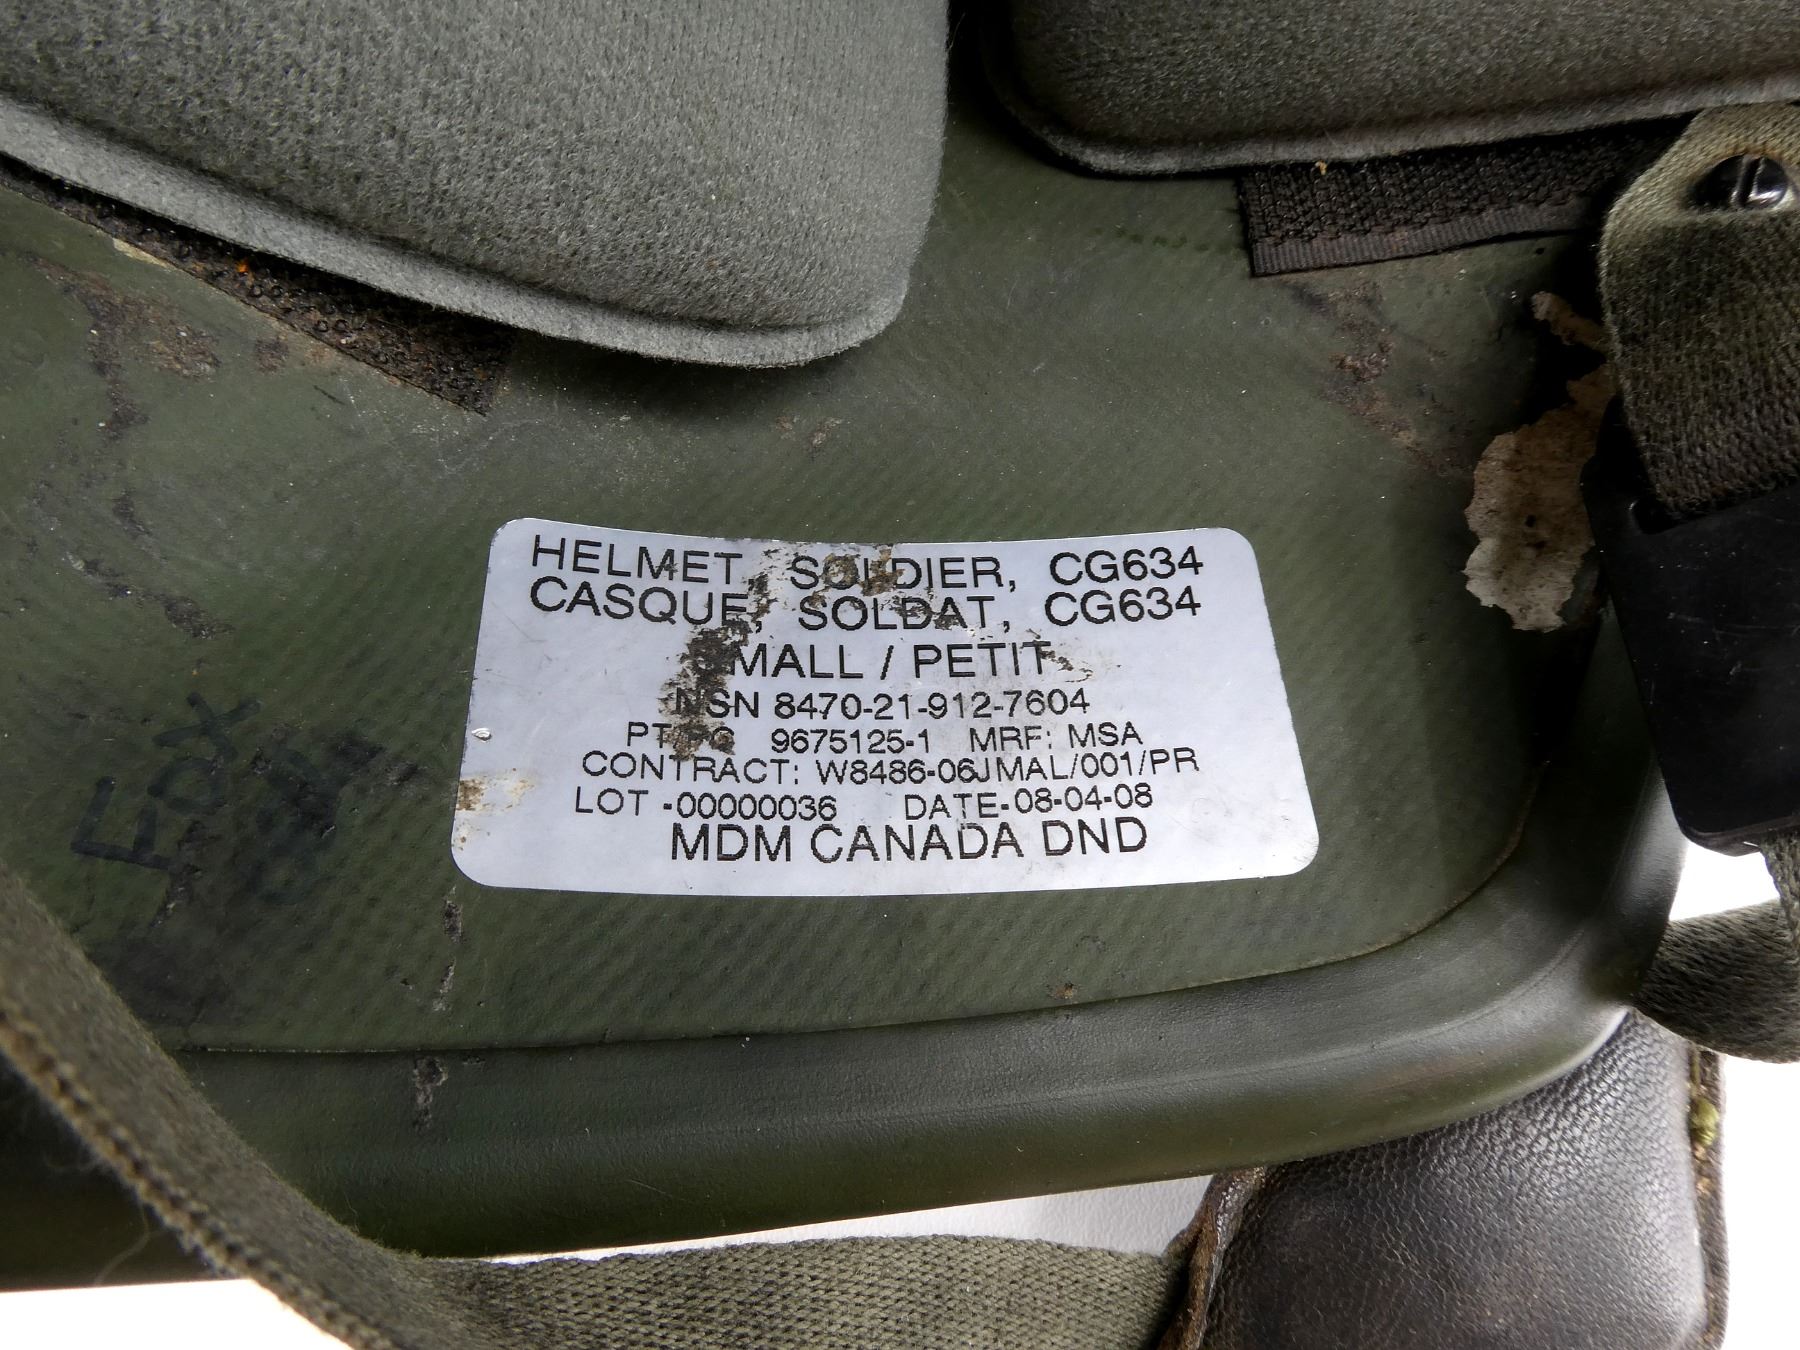 HELMET, SOLDIER, CG634
CASQUE, SOLDAT, CG634
SMALL / PETIT
NSN 8470-21-912-7604
9675125-1 MRF: MSA
CONTRACT: W8486-06JMAL/001/PR
LOT -00000036 DATE-08-04-08
MDM CANADA DND
Fox